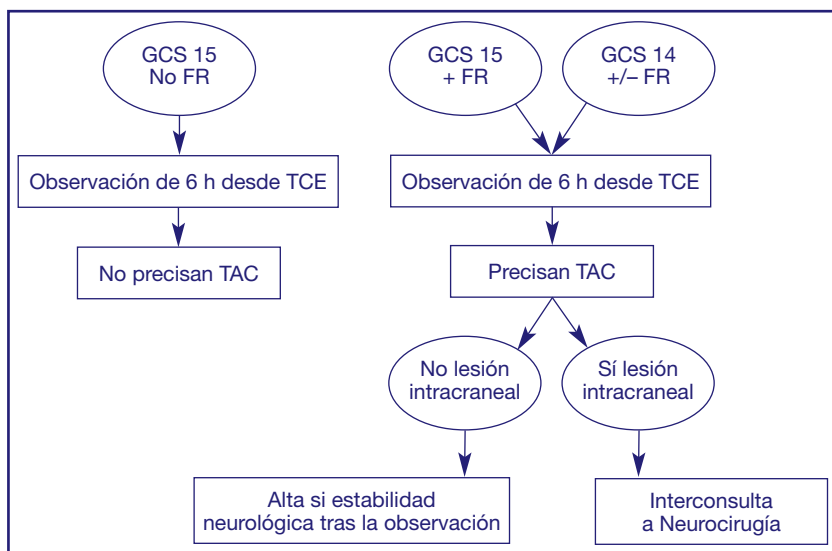 GCS 15
No FR
GCS 15
+ FR
GCS 14
+/– FR
Observación de 6 h desde TCE
Observación de 6 h desde TCE
No precisan TAC
Precisan TAC
No lesión
intracraneal
Sí lesión
intracraneal
Alta si estabilidad
neurológica tras la observación
Interconsulta
a Neurocirugía